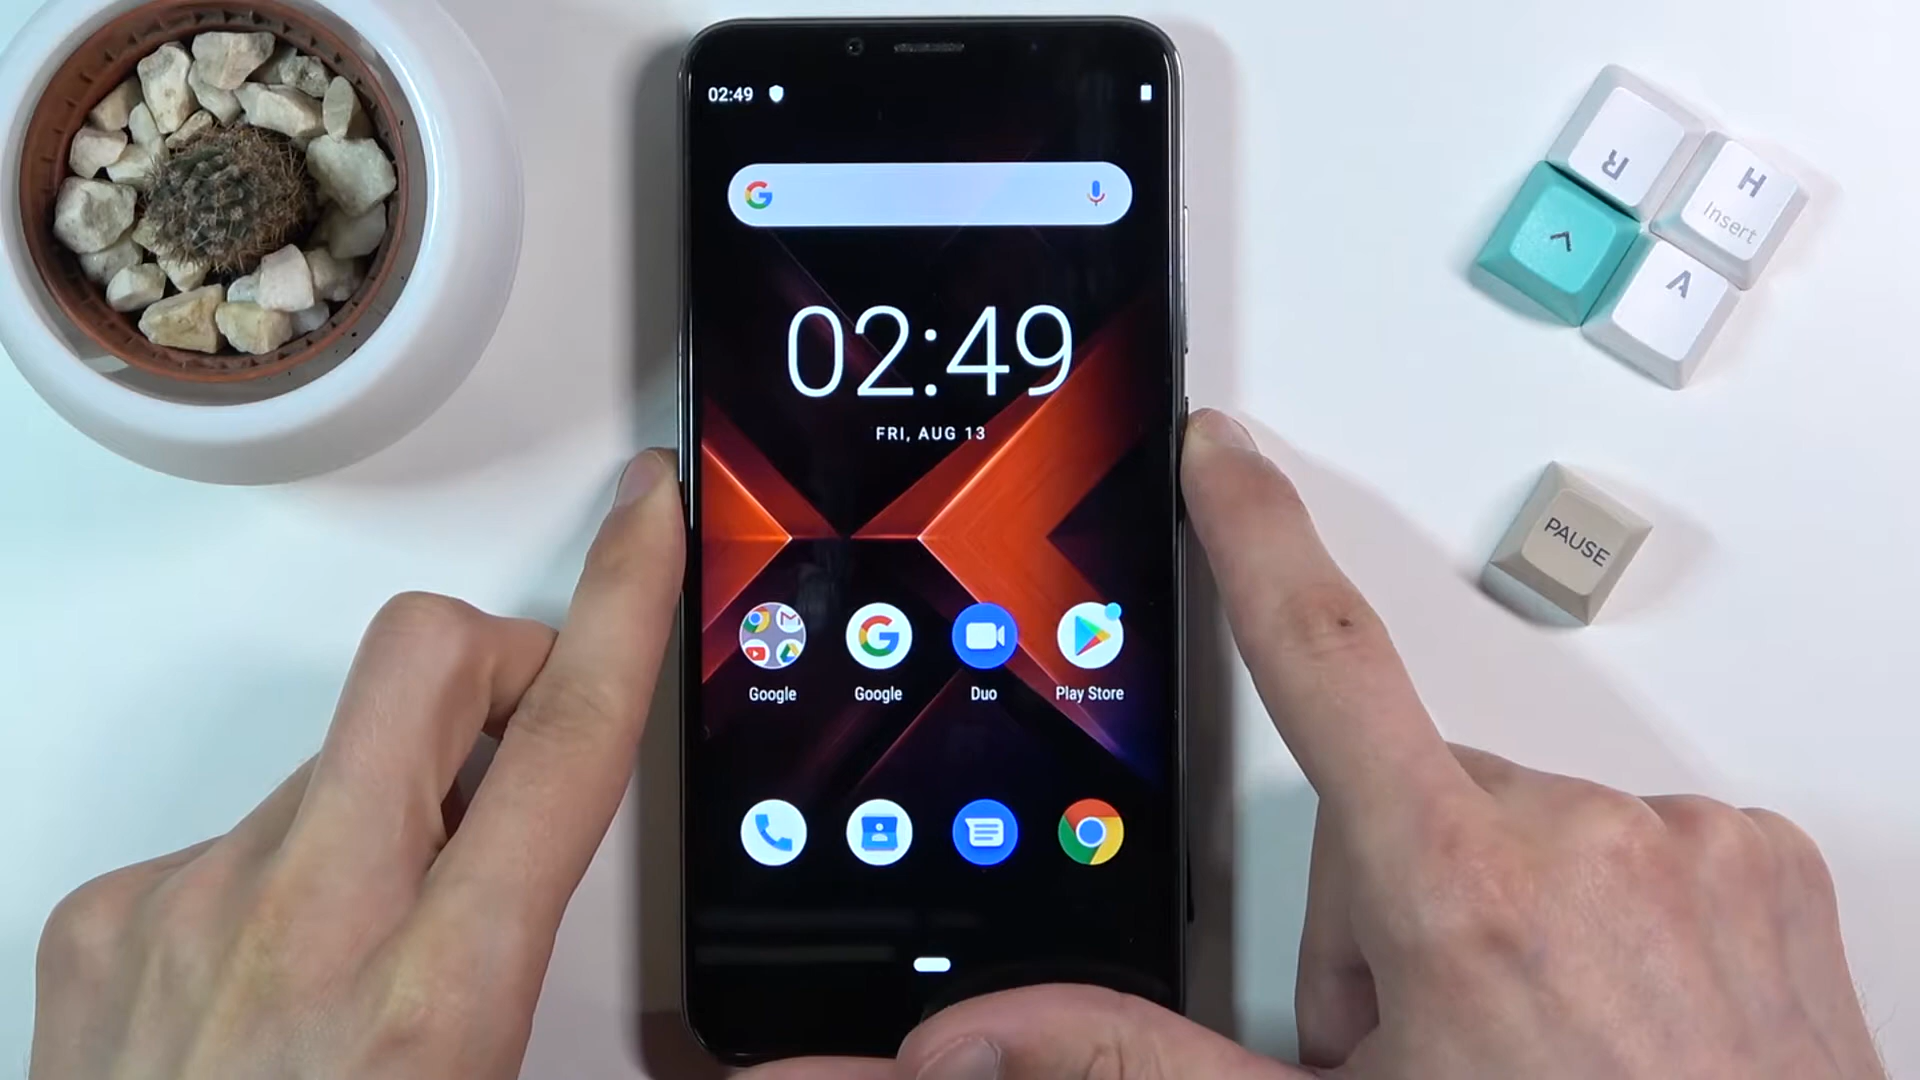 02:49
02:49
FRI, AUG 13
Google
Google
Duo
Play Store
R
H
Insert
^
A
PAUSE